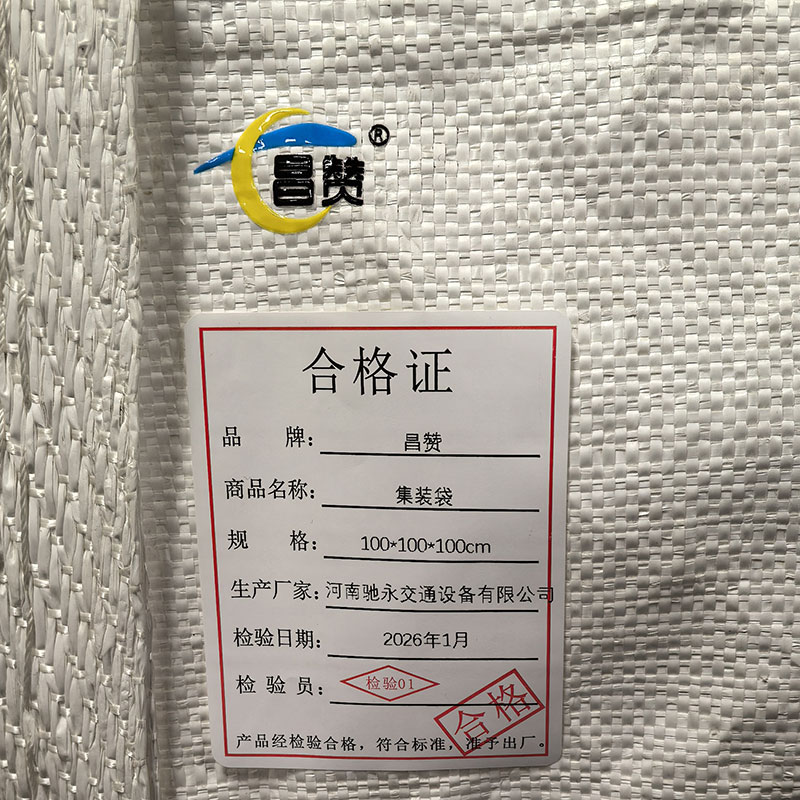 昌赞®
合格证
品 牌：昌赞
商品名称：集装袋
规 格：100*100*100cm
生产厂家：河南驰永交通设备有限公司
检验日期：2026年1月
检 验 员：检验01
合格
产品经检验合格，符合标准，准予出厂。